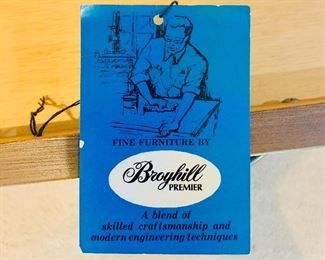 FINE FURNITURE BY
Broyhill
PREMIER
A blend of
skilled craftsmanship and
modern engineering techniques